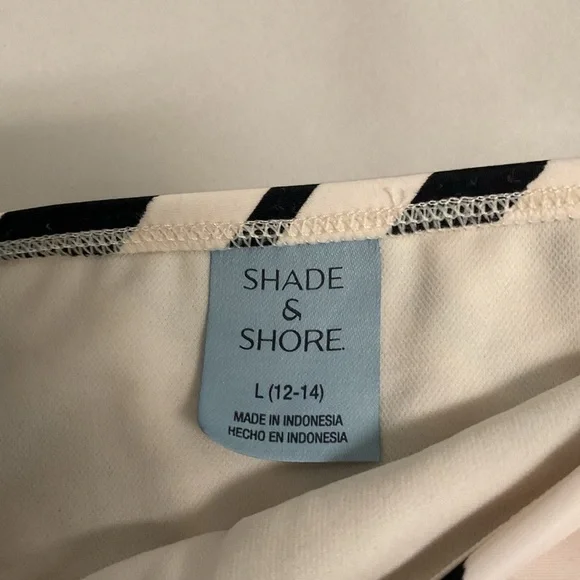 SHADE
&
SHORE.
L (12-14)
MADE IN INDONESIA
HECHO EN INDONESIA